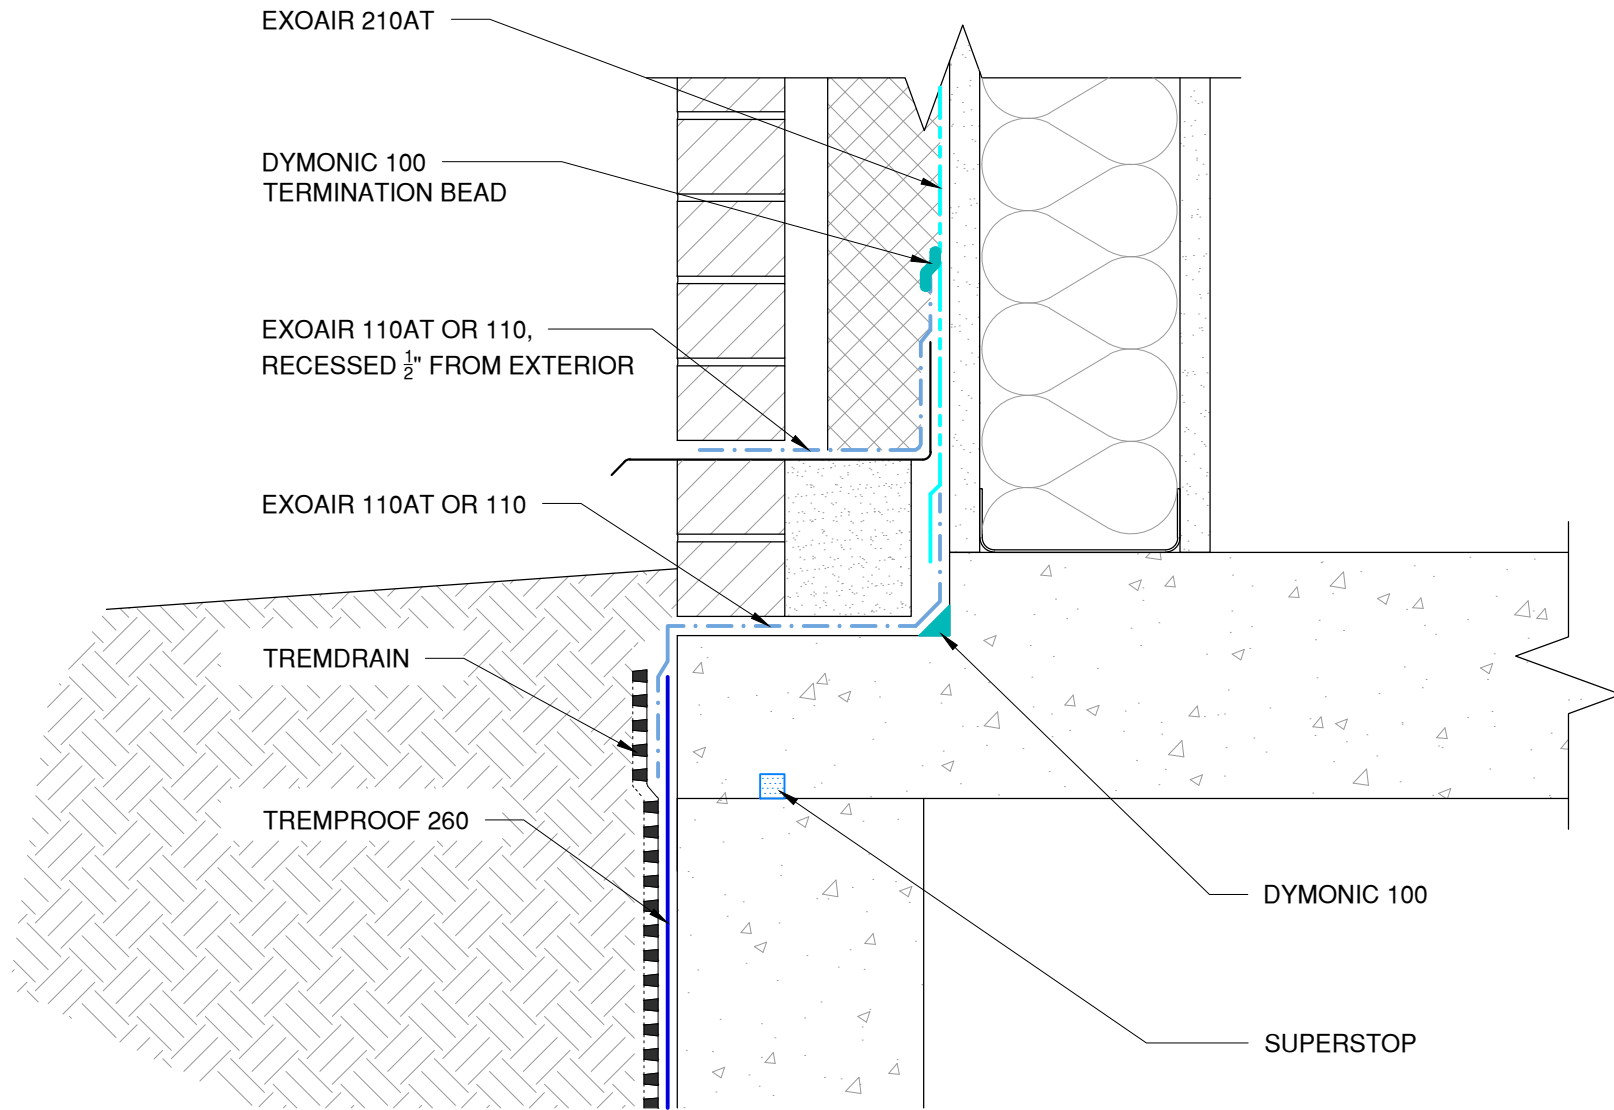 EXOAIR 210AT
DYMONIC 100
TERMINATION BEAD
EXOAIR 110AT OR 110,
RECESSED 1/2" FROM EXTERIOR
EXOAIR 110AT OR 110
TREMDRAIN
TREMPROOF 260
DYMONIC 100
SUPERSTOP